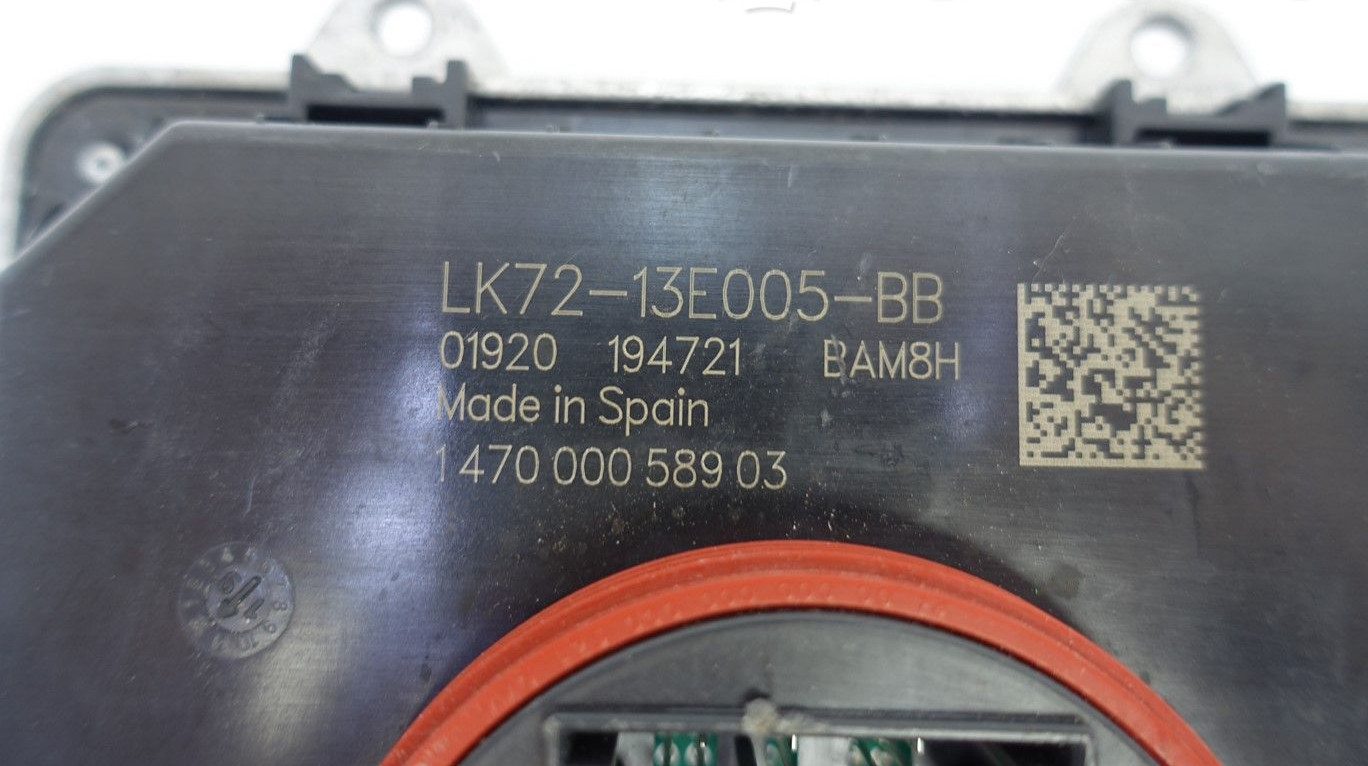 LK72-13E005-BB
01920 194721 BAM8H
Made in Spain
1 470 000 589 03